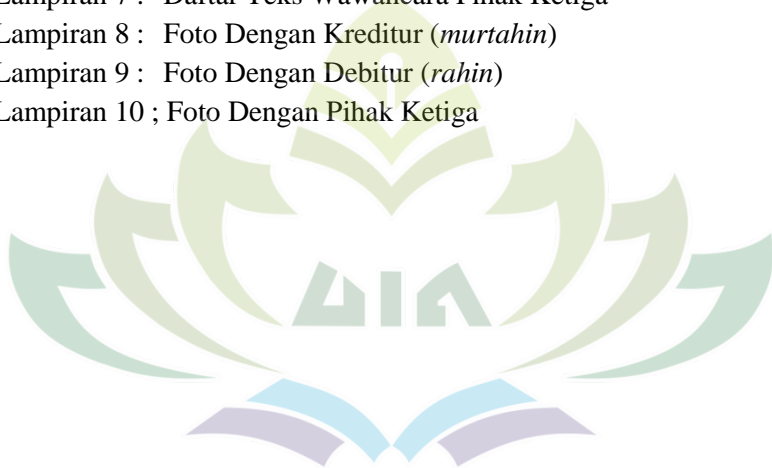 Lampiran 7 : Daftar Teks Wawancara Pihak Ketiga
Lampiran 8 : Foto Dengan Kreditur (murtahin)
Lampiran 9 : Foto Dengan Debitur (rahin)
Lampiran 10 ; Foto Dengan Pihak Ketiga
UIN